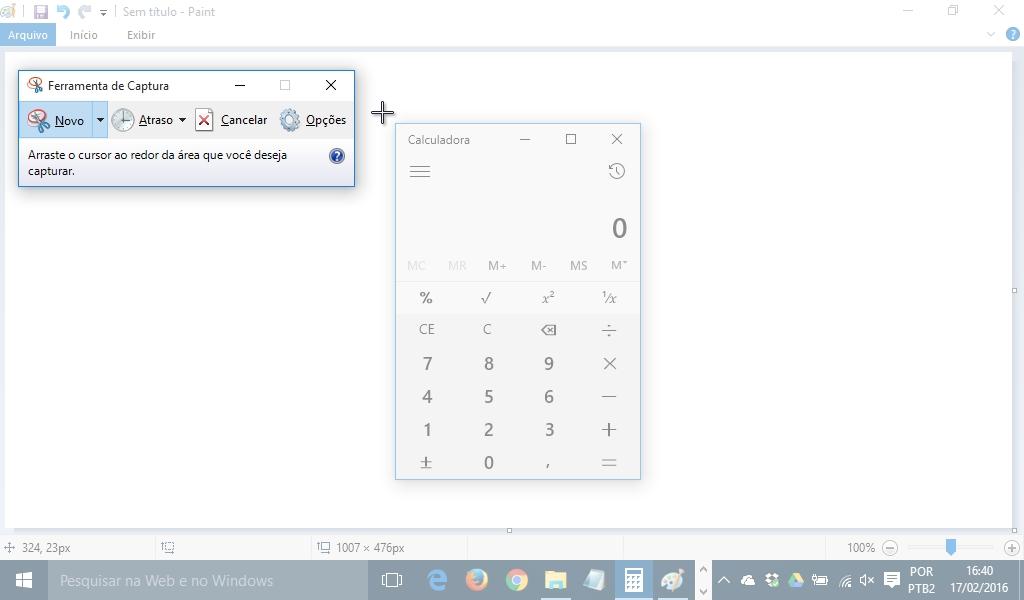 Sem título - Paint
Arquivo Início Exibir
Ferramenta de Captura
Novo Atraso Cancelar Opções
Arraste o cursor ao redor da área que você deseja
capturar.
Calculadora
0
MC MR M+ M- MS M˅
% √ x² ¹/x
CE C ÷
7 8 9 ×
4 5 6 −
1 2 3 +
± 0 , =
324, 23px 1007 × 476px 100%
Pesquisar na Web e no Windows
POR
PTB2
16:40
17/02/2016